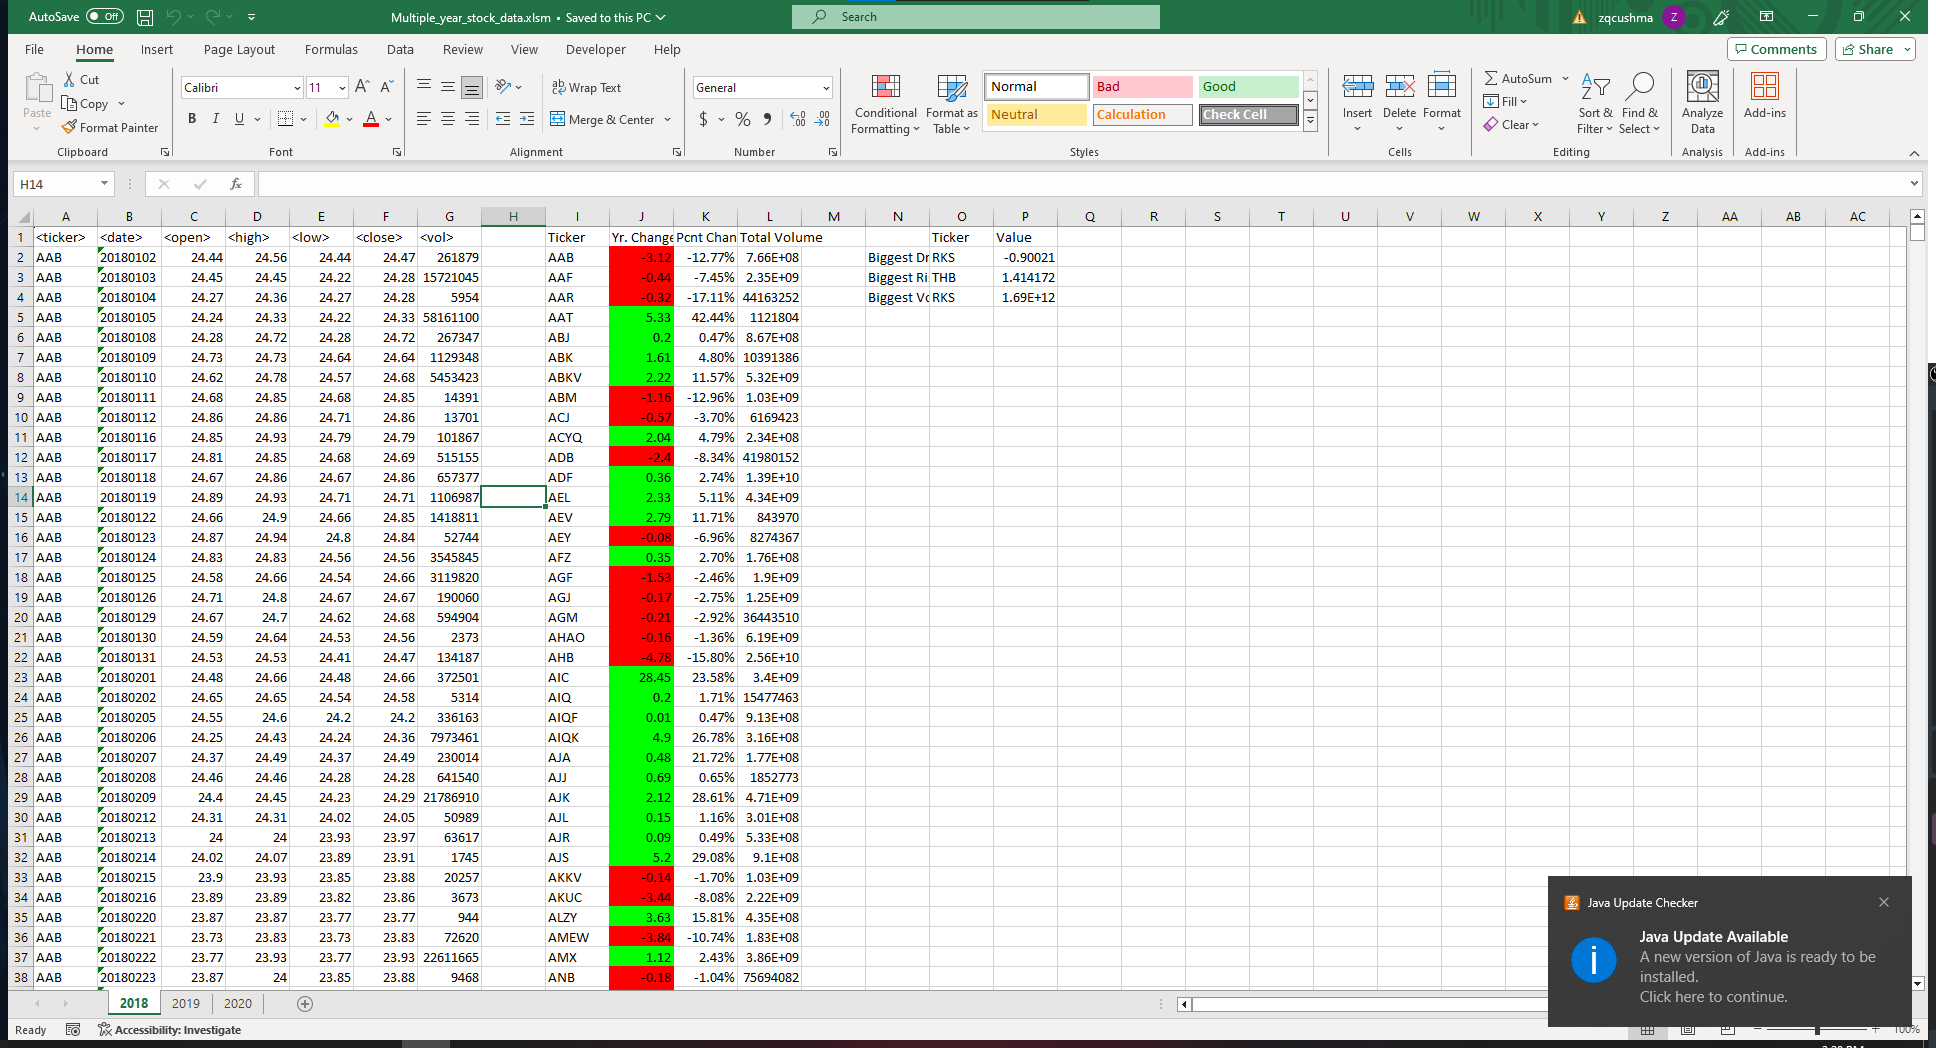 AutoSave Off Multiple_year_stock_data.xlsm • Saved to this PC Search zqcushma Z
File Home Insert Page Layout Formulas Data Review View Developer Help Comments Share
Paste Cut Copy Format Painter Clipboard
Calibri 11 B I U A Font
Wrap Text Merge & Center Alignment
General $ % Number
Conditional Formatting Format as Table Normal Bad Good Neutral Calculation Check Cell Styles
Insert Delete Format Cells
AutoSum Fill Clear Sort & Filter Find & Select Editing
Analyze Data Analysis Add-ins Add-ins
H14 fx
A B C D E F G H I J K L M N O P Q R S T U V W X Y Z AA AB AC
1 <ticker> <date> <open> <high> <low> <close> <vol> Ticker Yr. Change Pcnt Chan Total Volume Ticker Value
2 AAB 20180102 24.44 24.56 24.44 24.47 261879 AAB -3.12 -12.77% 7.66E+08 Biggest Dr RKS -0.90021
3 AAB 20180103 24.45 24.45 24.22 24.28 15721045 AAF -0.44 -7.45% 2.35E+09 Biggest Ri THB 1.414172
4 AAB 20180104 24.27 24.36 24.27 24.28 5954 AAR -0.32 -17.11% 44163252 Biggest Vo RKS 1.69E+12
5 AAB 20180105 24.24 24.33 24.22 24.33 58161100 AAT 5.33 42.44% 1121804
6 AAB 20180108 24.28 24.72 24.28 24.72 267347 ABJ 0.2 0.47% 8.67E+08
7 AAB 20180109 24.73 24.73 24.64 24.64 1129348 ABK 1.61 4.80% 10391386
8 AAB 20180110 24.62 24.78 24.57 24.68 5453423 ABKV 2.22 11.57% 5.32E+09
9 AAB 20180111 24.68 24.85 24.68 24.85 14391 ABM -1.16 -12.96% 1.03E+09
10 AAB 20180112 24.86 24.86 24.71 24.86 13701 ACJ -0.57 -3.70% 6169423
11 AAB 20180116 24.85 24.93 24.79 24.79 101867 ACYQ 2.04 4.79% 2.34E+08
12 AAB 20180117 24.81 24.85 24.68 24.69 515155 ADB -2.4 -8.34% 41980152
13 AAB 20180118 24.67 24.86 24.67 24.86 657377 ADF 0.36 2.74% 1.39E+10
14 AAB 20180119 24.89 24.93 24.71 24.71 1106987 AEL 2.33 5.11% 4.34E+09
15 AAB 20180122 24.66 24.9 24.66 24.85 1418811 AEV 2.79 11.71% 843970
16 AAB 20180123 24.87 24.94 24.8 24.84 52744 AEY -0.08 -6.96% 8274367
17 AAB 20180124 24.83 24.83 24.56 24.56 3545845 AFZ 0.35 2.70% 1.76E+08
18 AAB 20180125 24.58 24.66 24.54 24.66 3119820 AGF -1.53 -2.46% 1.9E+09
19 AAB 20180126 24.71 24.8 24.67 24.67 190060 AGJ -0.17 -2.75% 1.25E+09
20 AAB 20180129 24.67 24.7 24.62 24.68 594904 AGM -0.21 -2.92% 36443510
21 AAB 20180130 24.59 24.64 24.53 24.56 2373 AHAO -0.16 -1.36% 6.19E+09
22 AAB 20180131 24.53 24.53 24.41 24.47 134187 AHB -4.78 -15.80% 2.56E+10
23 AAB 20180201 24.48 24.66 24.48 24.66 372501 AIC 28.45 23.58% 3.4E+09
24 AAB 20180202 24.65 24.65 24.54 24.58 5314 AIQ 0.2 1.71% 15477463
25 AAB 20180205 24.55 24.6 24.2 24.2 336163 AIQF 0.01 0.47% 9.13E+08
26 AAB 20180206 24.25 24.43 24.24 24.36 7973461 AIQK 4.9 26.78% 3.16E+08
27 AAB 20180207 24.37 24.49 24.37 24.49 230014 AJA 0.48 21.72% 1.77E+08
28 AAB 20180208 24.46 24.46 24.28 24.28 641540 AJJ 0.69 0.65% 1852773
29 AAB 20180209 24.4 24.45 24.23 24.29 21786910 AJK 2.12 28.61% 4.71E+09
30 AAB 20180212 24.31 24.31 24.02 24.05 50989 AJL 0.15 1.16% 3.01E+08
31 AAB 20180213 24 24 23.93 23.97 63617 AJR 0.09 0.49% 5.33E+08
32 AAB 20180214 24.02 24.07 23.89 23.91 1745 AJS 5.2 29.08% 9.1E+08
33 AAB 20180215 23.9 23.93 23.85 23.88 20257 AKKV -0.14 -1.70% 1.03E+09
34 AAB 20180216 23.89 23.89 23.82 23.86 3673 AKUC -3.44 -8.08% 2.22E+09
35 AAB 20180220 23.87 23.87 23.77 23.77 944 ALZY 3.63 15.81% 4.35E+08
36 AAB 20180221 23.73 23.83 23.73 23.83 72620 AMEW -3.84 -10.74% 1.83E+08
37 AAB 20180222 23.77 23.93 23.77 23.93 22611665 AMX 1.12 2.43% 3.86E+09
38 AAB 20180223 23.87 24 23.85 23.88 9468 ANB -0.18 -1.04% 75694082
Java Update Checker
Java Update Available
A new version of Java is ready to be
installed.
Click here to continue.
2018 2019 2020
Ready Accessibility: Investigate 100%